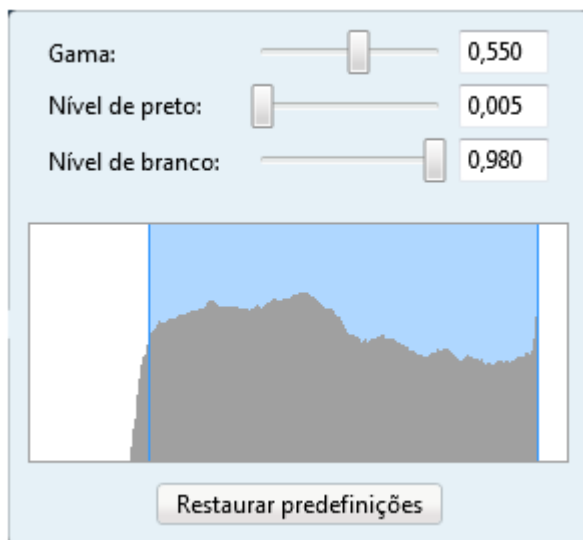 Gama: 0,550
Nível de preto: 0,005
Nível de branco: 0,980
Restaurar predefinições